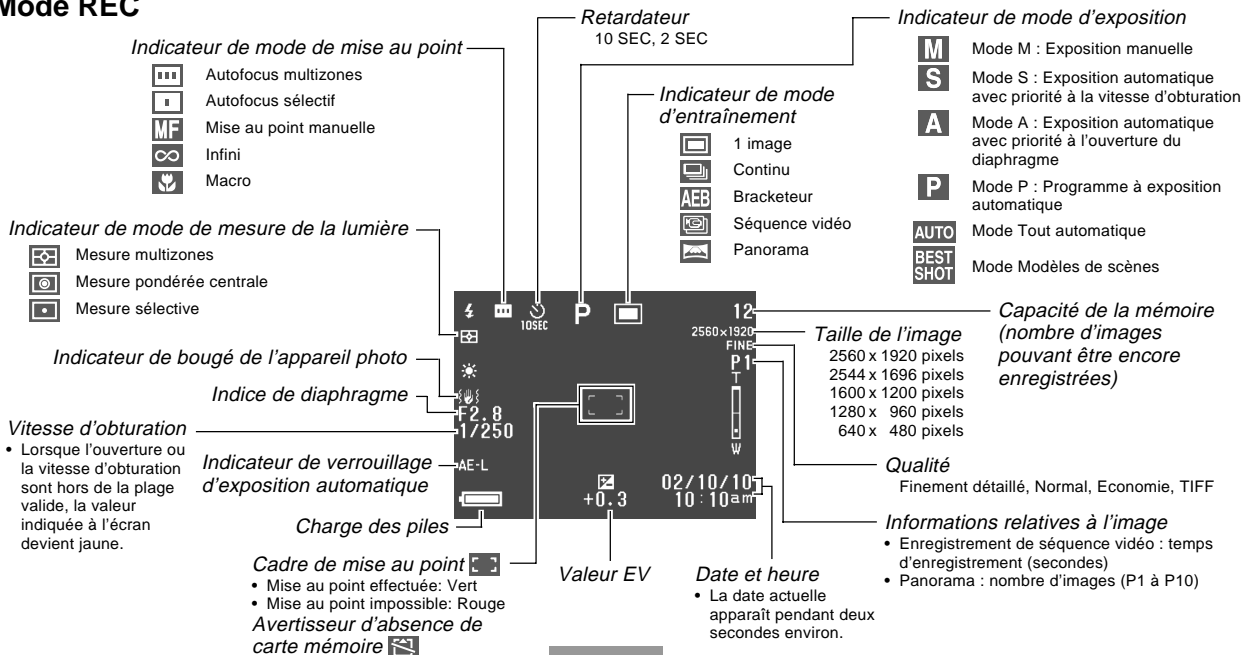 Mode REC
Retardateur
10 SEC, 2 SEC
Indicateur de mode d'exposition
M Mode M : Exposition manuelle
S Mode S : Exposition automatique
avec priorité à la vitesse d'obturation
A Mode A : Exposition automatique
avec priorité à l'ouverture du
diaphragme
P Mode P : Programme à exposition
automatique
AUTO Mode Tout automatique
BEST
SHOT Mode Modèles de scènes
Indicateur de mode de mise au point
Autofocus multizones
Autofocus sélectif
MF Mise au point manuelle
∞ Infini
Macro
Indicateur de mode
d'entraînement
1 image
Continu
AEB Bracketeur
Séquence vidéo
Panorama
Indicateur de mode de mesure de la lumière
Mesure multizones
Mesure pondérée centrale
Mesure sélective
Indicateur de bougé de l'appareil photo
Indice de diaphragme
Vitesse d'obturation
• Lorsque l'ouverture ou
la vitesse d'obturation
sont hors de la plage
valide, la valeur
indiquée à l'écran
devient jaune.
Indicateur de verrouillage
d'exposition automatique
Charge des piles
10SEC
P
12
2560×1920
FINE
P 1
T
W
F2.8
1/250
AE-L
+0.3
02/10/10
10:10am
Capacité de la mémoire
(nombre d'images
pouvant être encore
enregistrées)
Taille de l'image
2560 x 1920 pixels
2544 x 1696 pixels
1600 x 1200 pixels
1280 x 960 pixels
640 x 480 pixels
Qualité
Finement détaillé, Normal, Economie, TIFF
Informations relatives à l'image
• Enregistrement de séquence vidéo : temps
d'enregistrement (secondes)
• Panorama : nombre d'images (P1 à P10)
Cadre de mise au point
• Mise au point effectuée: Vert
• Mise au point impossible: Rouge
Avertisseur d'absence de
carte mémoire
Valeur EV
Date et heure
• La date actuelle
apparaît pendant deux
secondes environ.